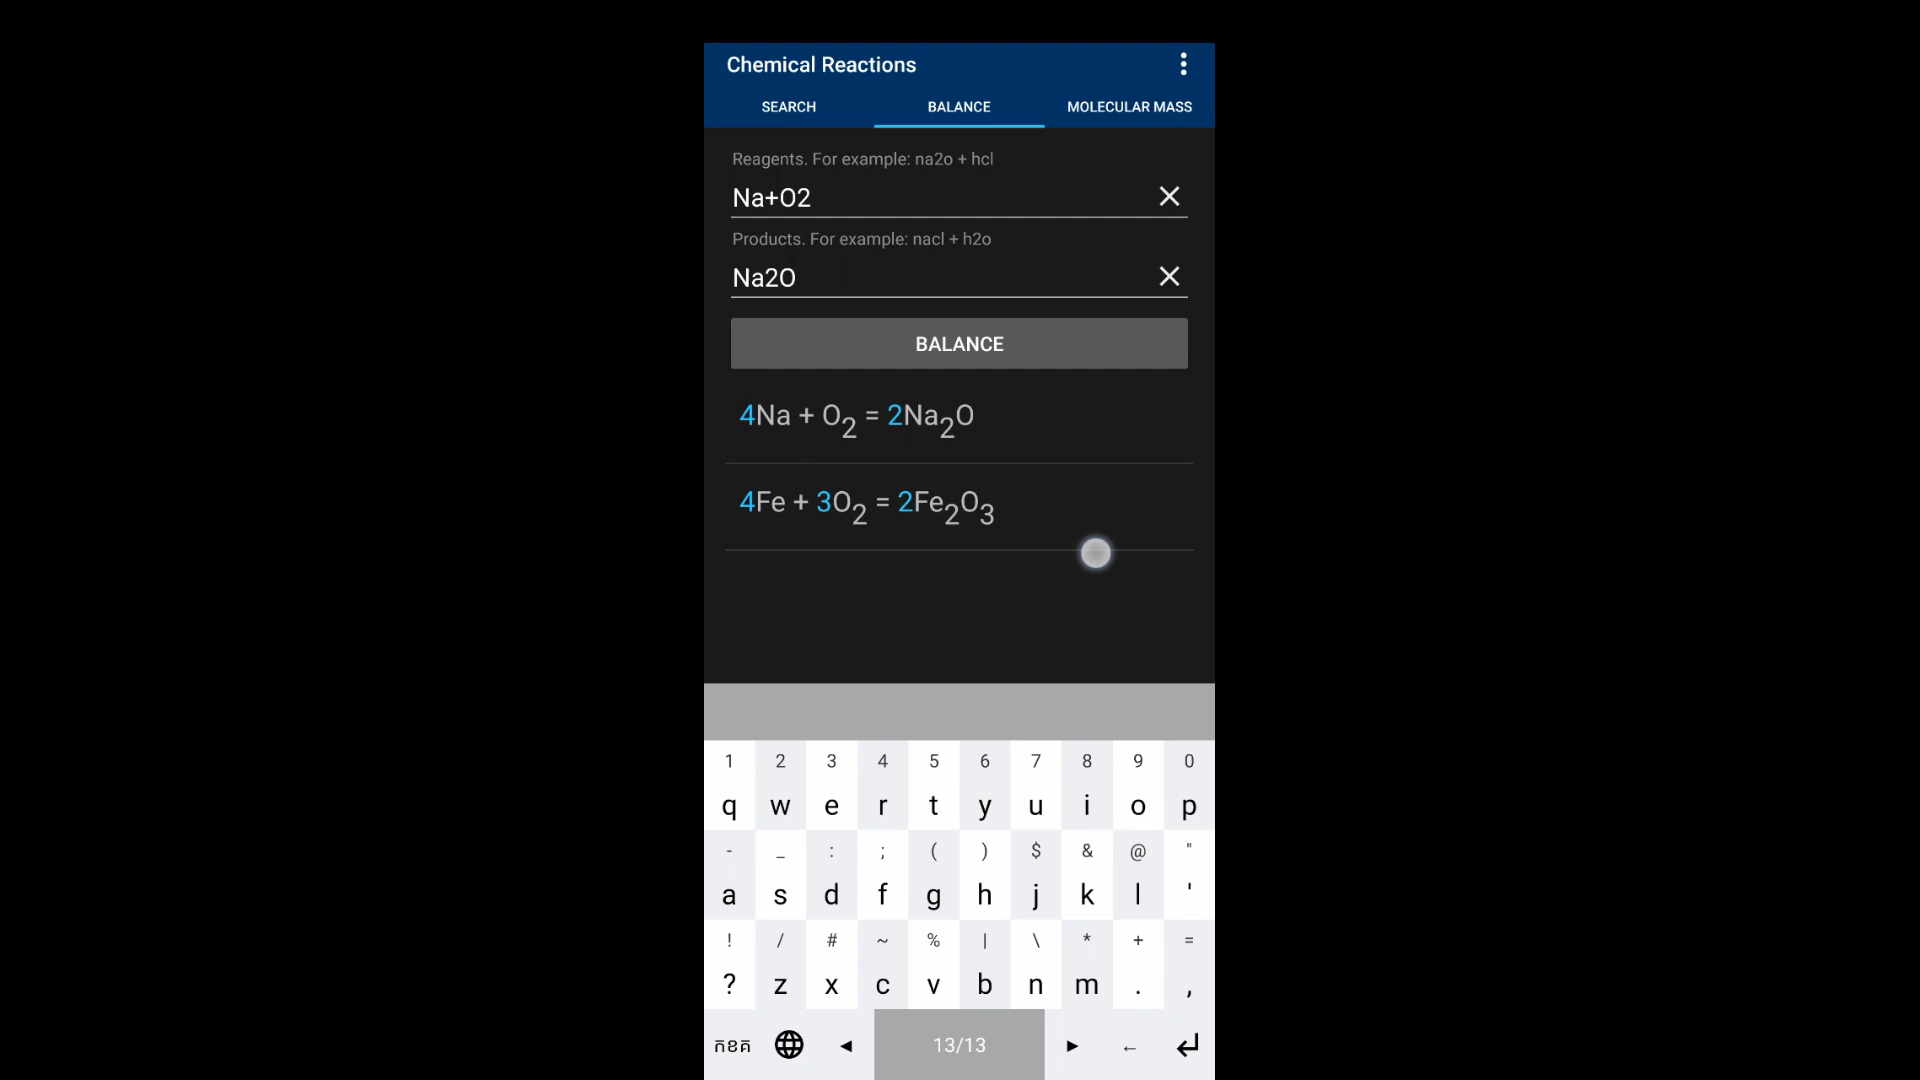 Chemical Reactions
SEARCH BALANCE MOLECULAR MASS
Reagents. For example: na2o + hcl
Na+O2
Products. For example: nacl + h2o
Na2O
BALANCE
4Na + O₂ = 2Na₂O
4Fe + 3O₂ = 2Fe₂O₃
1 2 3 4 5 6 7 8 9 0
q w e r t y u i o p
- _ : ; ( ) $ & @ "
a s d f g h j k l '
! / # ~ % | \ * + =
? z x c v b n m . ,
កខគ ◄ 13/13 ► ← ↵